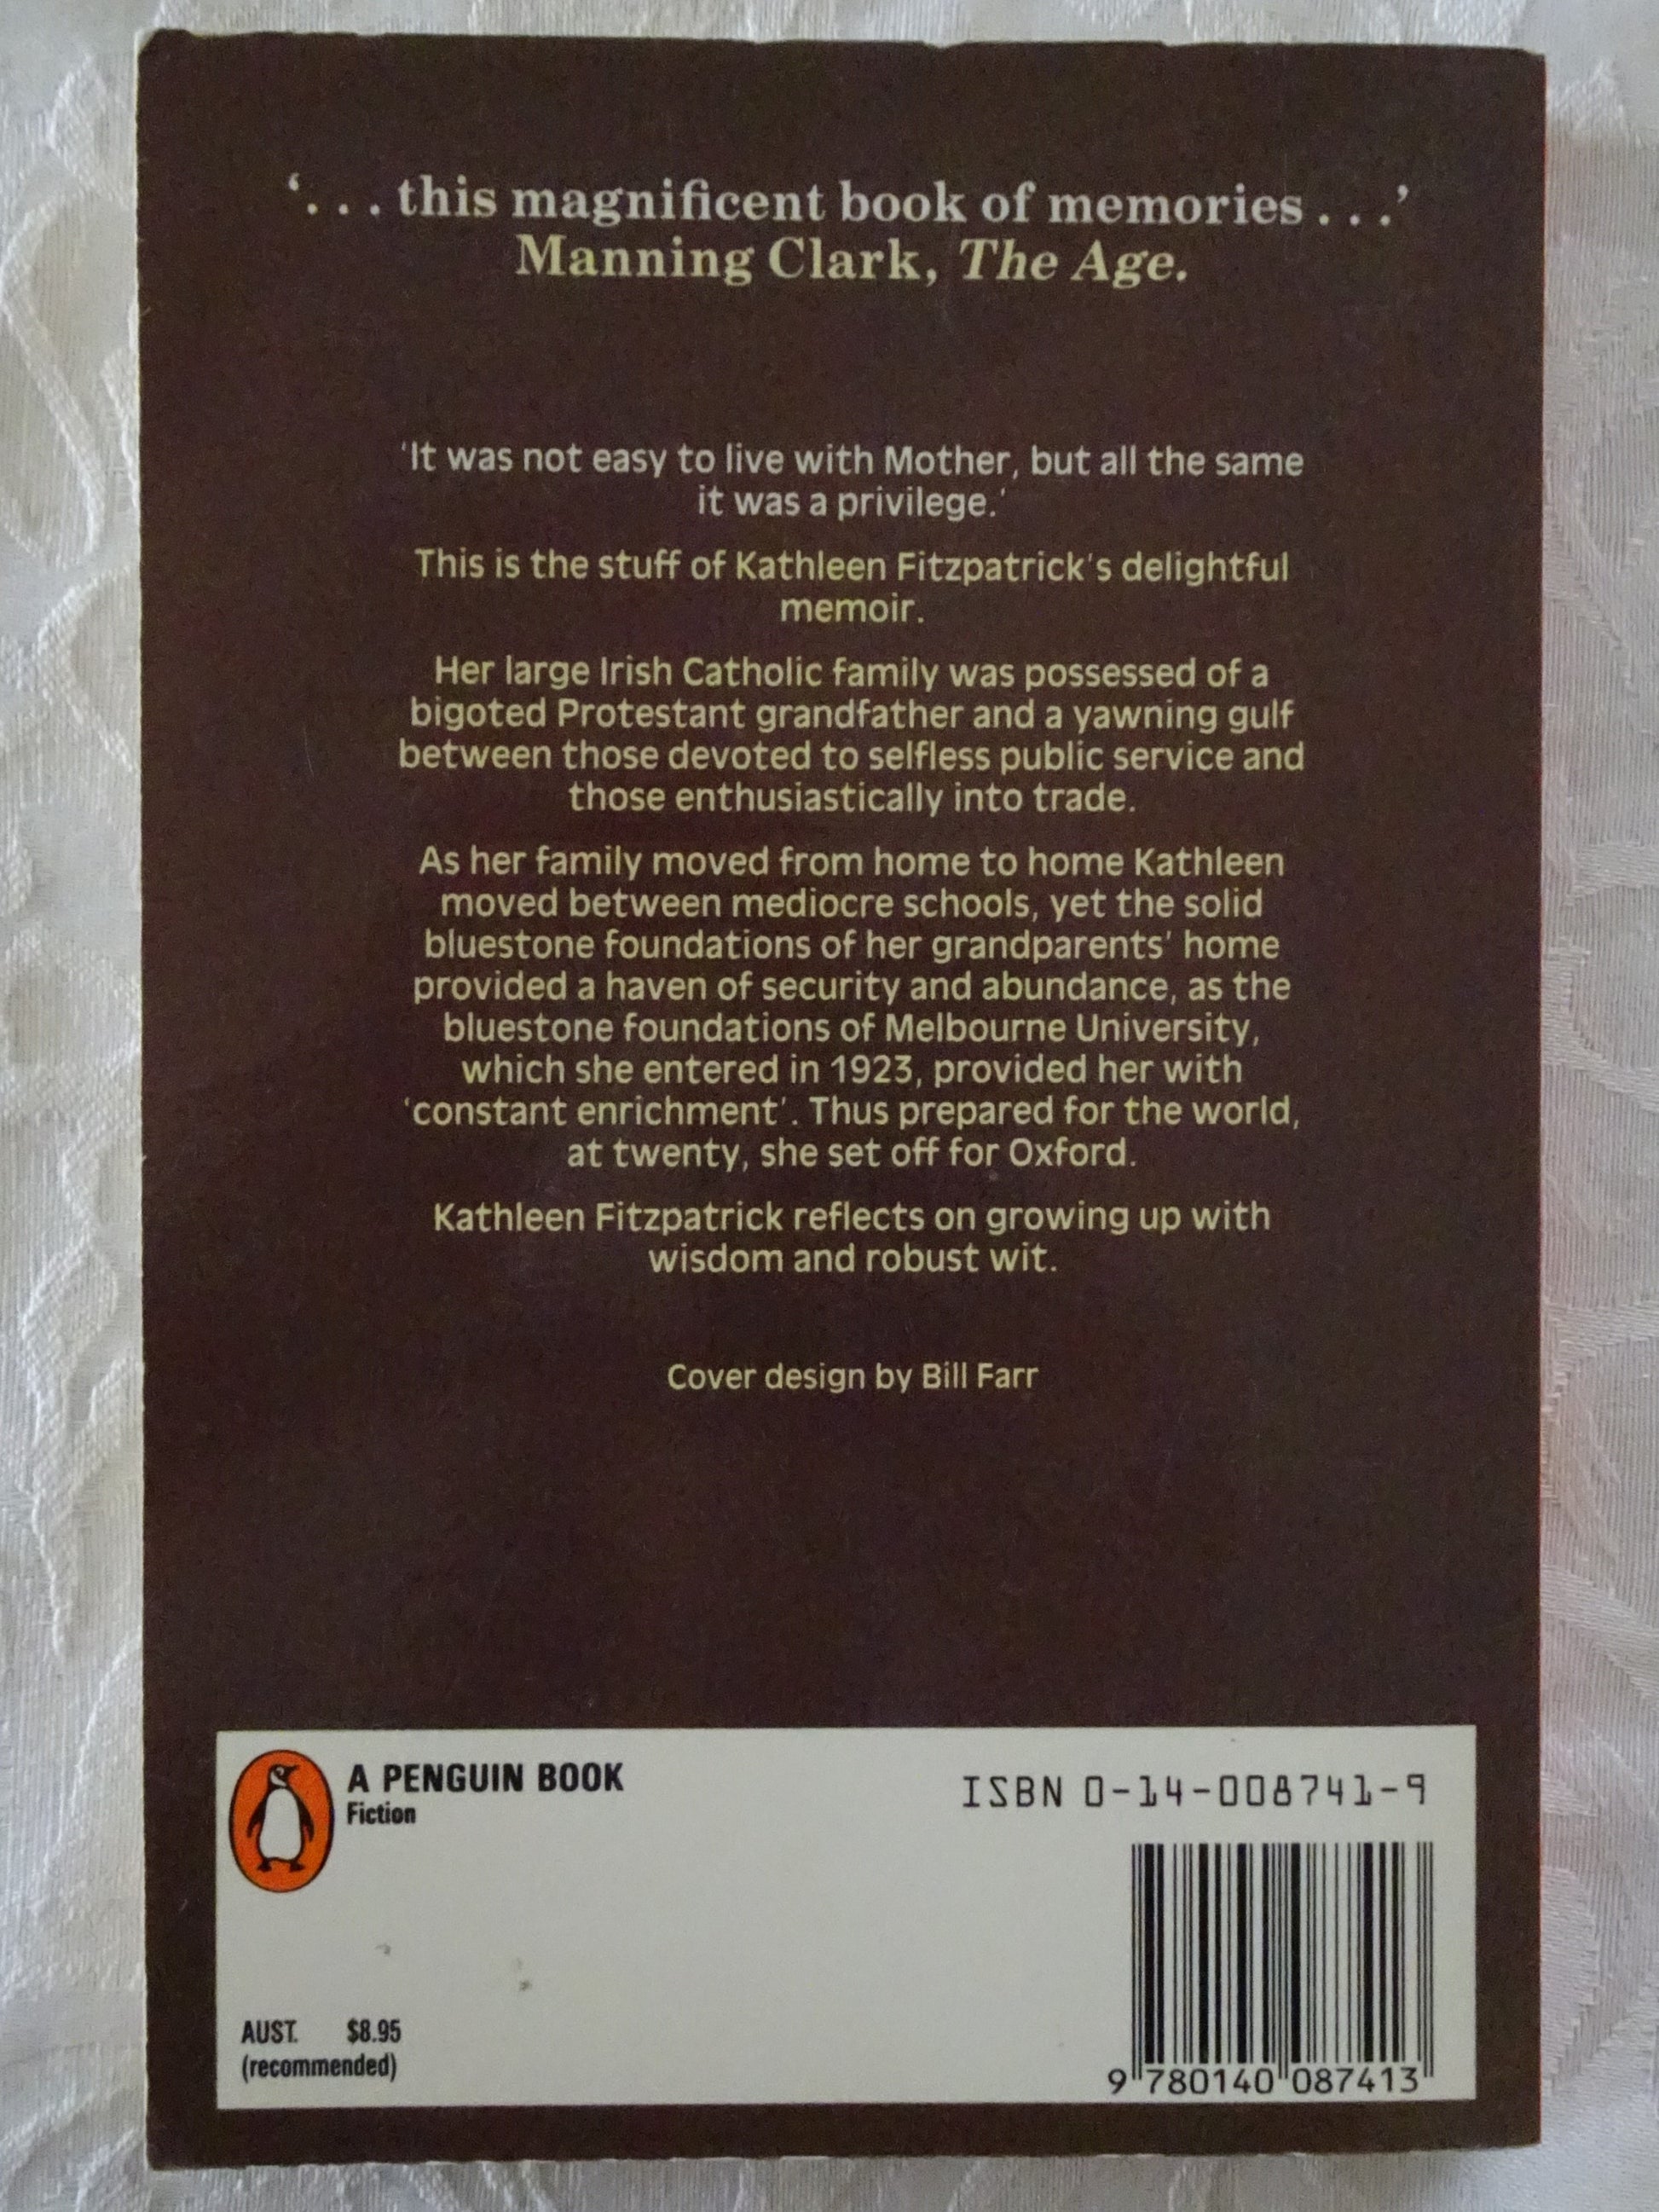 ‘. . . this magnificent book of memories . . .’
Manning Clark, The Age.
‘It was not easy to live with Mother, but all the same
it was a privilege.’
This is the stuff of Kathleen Fitzpatrick's delightful
memoir.
Her large Irish Catholic family was possessed of a
bigoted Protestant grandfather and a yawning gulf
between those devoted to selfless public service and
those enthusiastically into trade.
As her family moved from home to home Kathleen
moved between mediocre schools, yet the solid
bluestone foundations of her grandparents' home
provided a haven of security and abundance, as the
bluestone foundations of Melbourne University,
which she entered in 1923, provided her with
‘constant enrichment’. Thus prepared for the world,
at twenty, she set off for Oxford.
Kathleen Fitzpatrick reflects on growing up with
wisdom and robust wit.
Cover design by Bill Farr
A PENGUIN BOOK
Fiction
ISBN 0-14-008741-9
AUST. $8.95
(recommended)
9 780140 087413